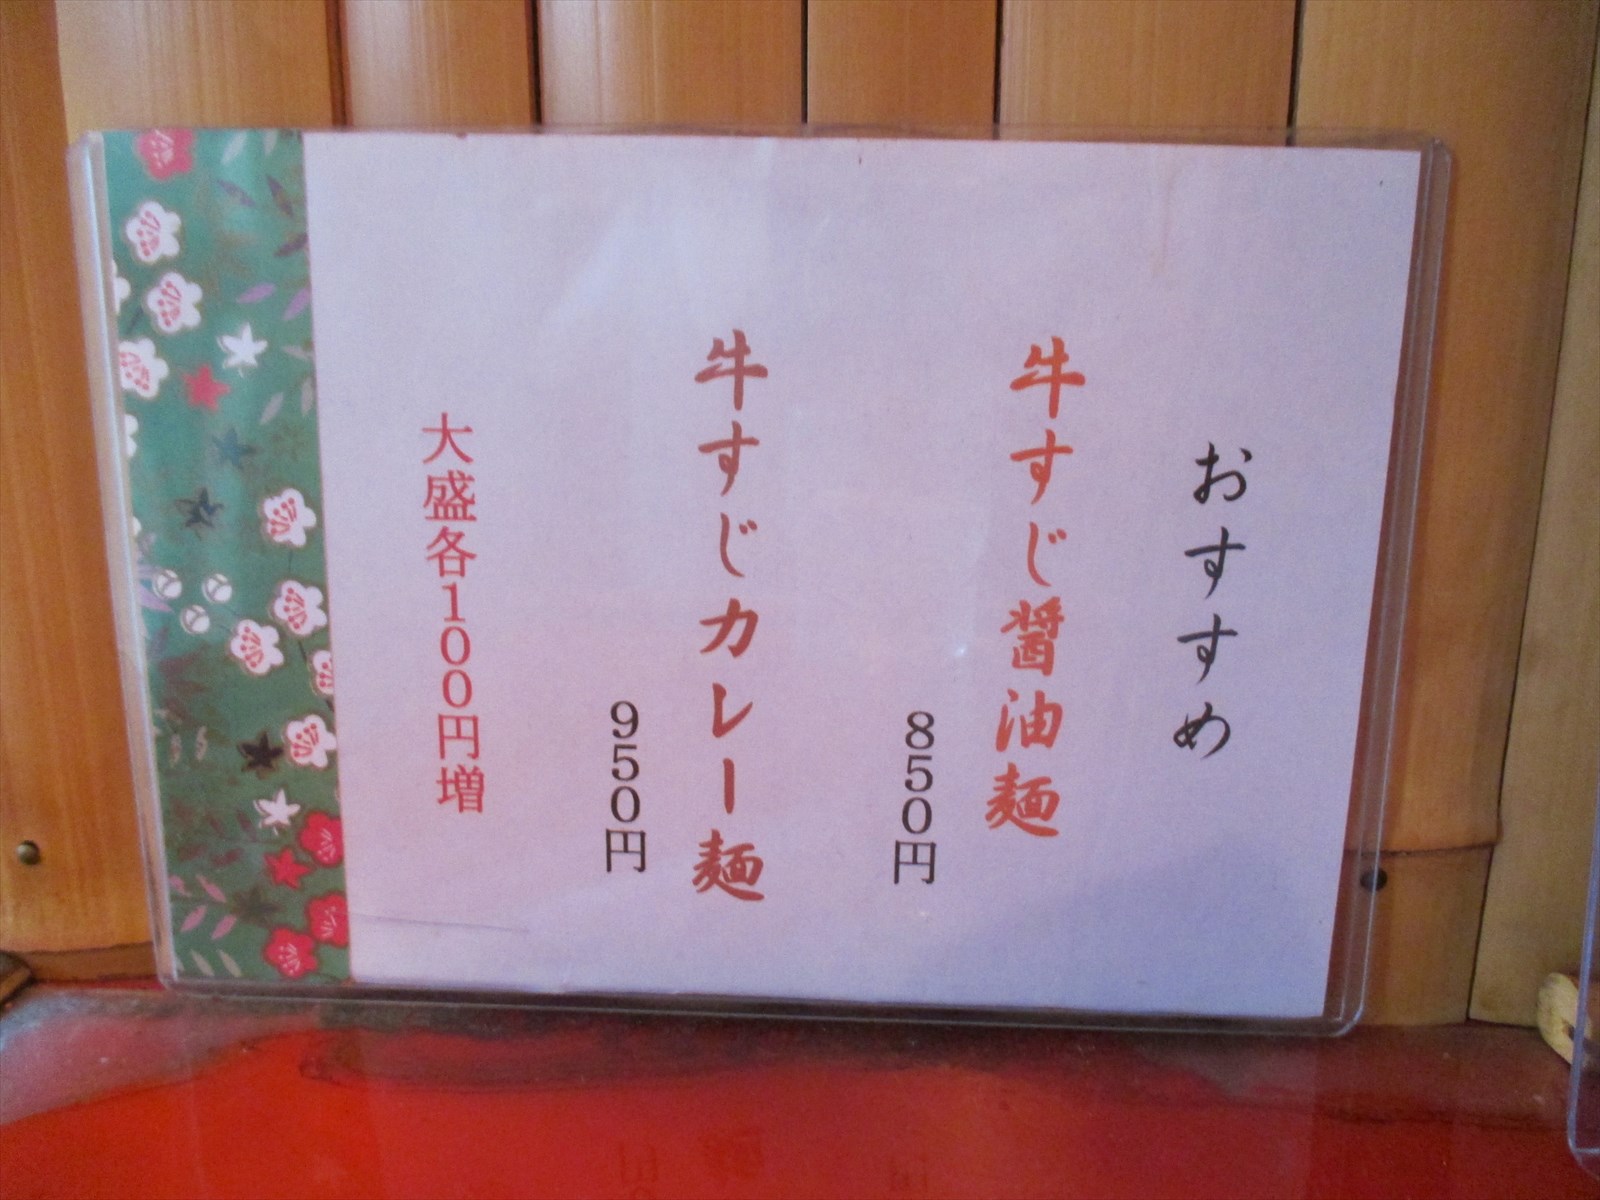 おすすめ
牛すじ醤油麺
850円
牛すじカレー麺
950円
大盛各100円増